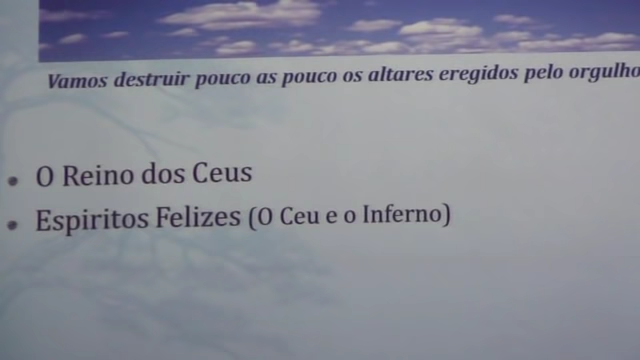 Vamos destruir pouco as pouco os altares eregidos pelo orgulho
• O Reino dos Ceus
• Espiritos Felizes (O Ceu e o Inferno)